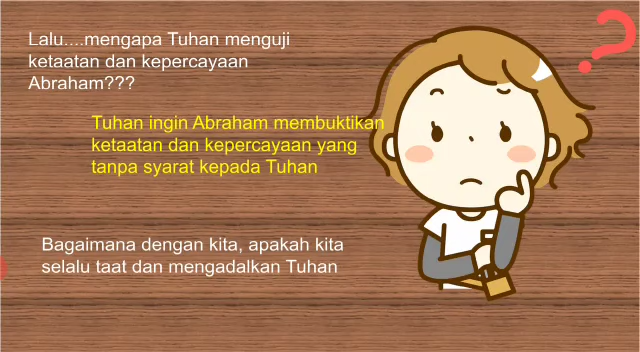 Lalu....mengapa Tuhan menguji
ketaatan dan kepercayaan
Abraham???
Tuhan ingin Abraham membuktikan
ketaatan dan kepercayaan yang
tanpa syarat kepada Tuhan
Bagaimana dengan kita, apakah kita
selalu taat dan mengadalkan Tuhan
?